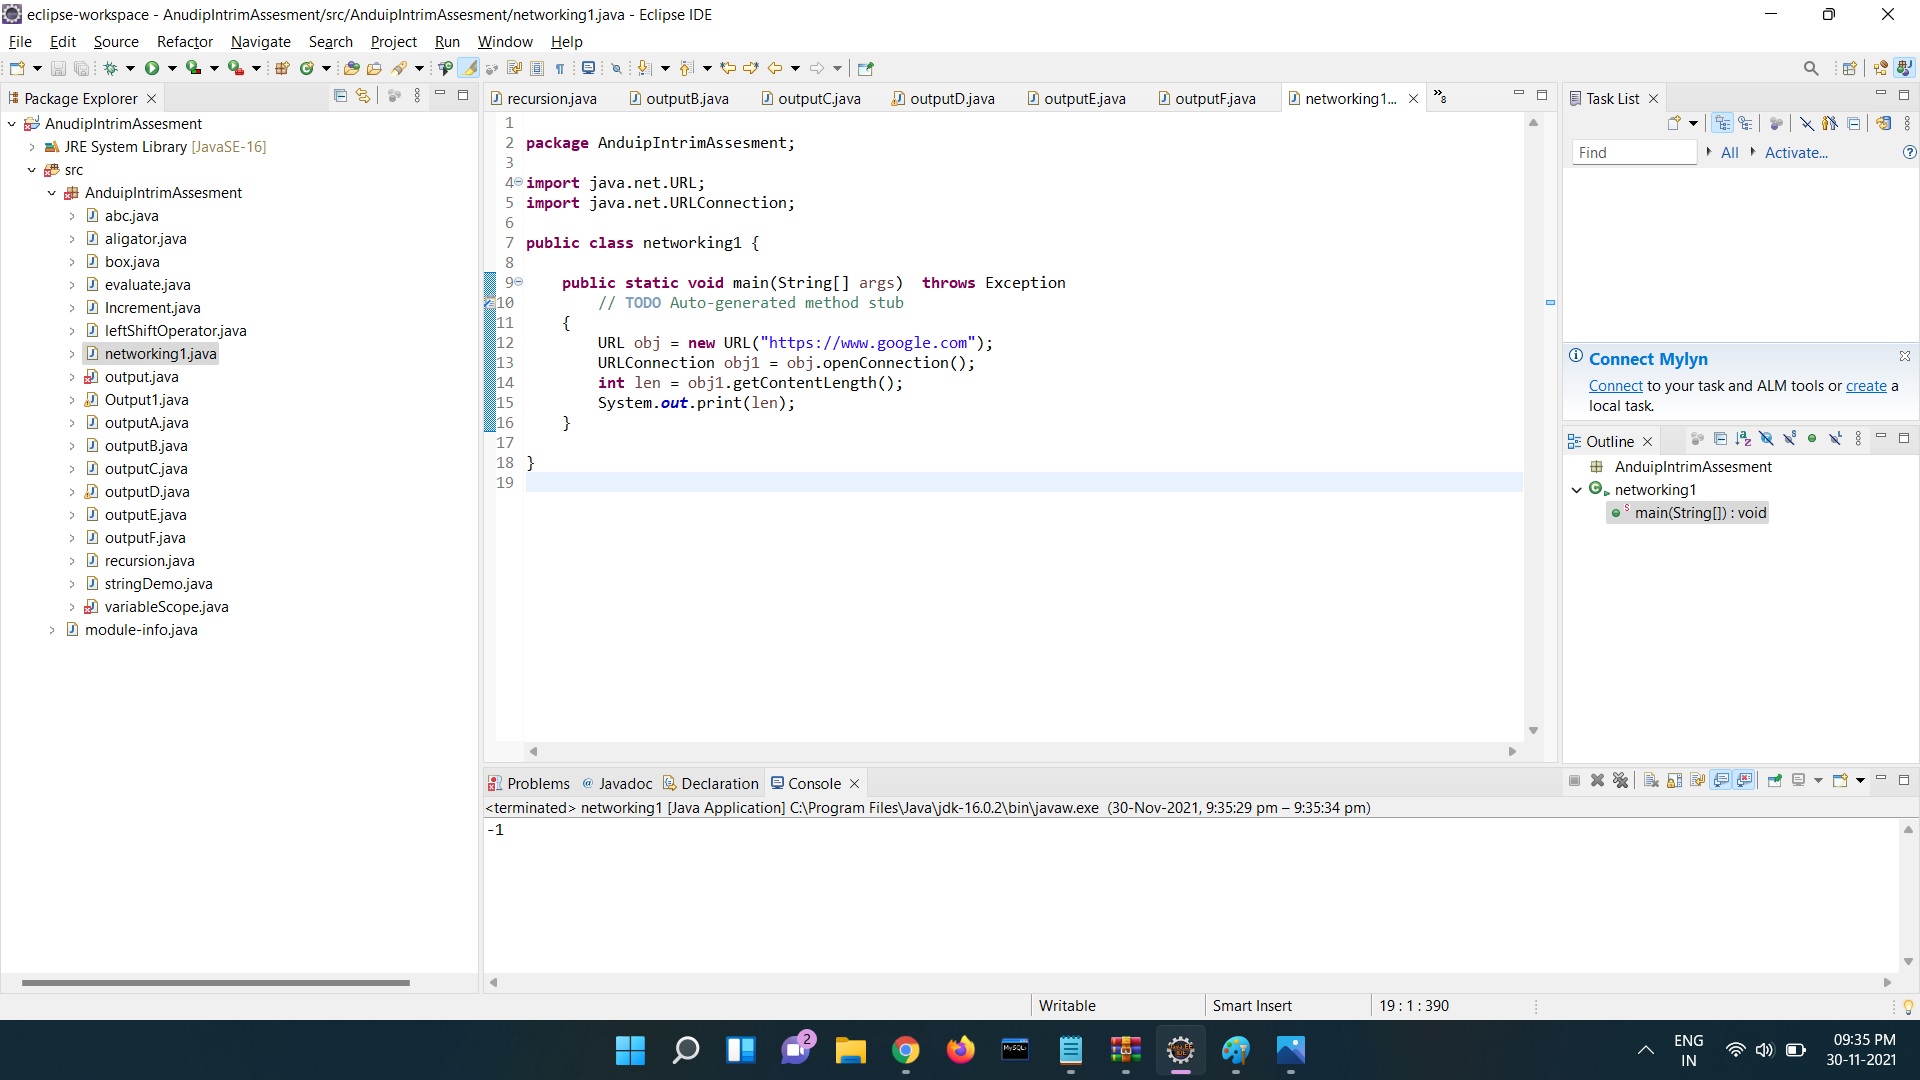 eclipse-workspace - AnudipIntrimAssesment/src/AnduipIntrimAssesment/networking1.java - Eclipse IDE
File Edit Source Refactor Navigate Search Project Run Window Help
Package Explorer
AnudipIntrimAssesment
JRE System Library [JavaSE-16]
src
AnduipIntrimAssesment
abc.java
aligator.java
box.java
evaluate.java
Increment.java
leftShiftOperator.java
networking1.java
output.java
Output1.java
outputA.java
outputB.java
outputC.java
outputD.java
outputE.java
outputF.java
recursion.java
stringDemo.java
variableScope.java
module-info.java
recursion.java outputB.java outputC.java outputD.java outputE.java outputF.java networking1... »8
1
2 package AnduipIntrimAssesment;
3
4 import java.net.URL;
5 import java.net.URLConnection;
6
7 public class networking1 {
8
9 public static void main(String[] args)  throws Exception
10 // TODO Auto-generated method stub
11 {
12 URL obj = new URL("https://www.google.com");
13 URLConnection obj1 = obj.openConnection();
14 int len = obj1.getContentLength();
15 System.out.print(len);
16 }
17
18 }
19
Task List
Find All Activate...
Connect Mylyn
Connect to your task and ALM tools or create a
local task.
Outline
AnduipIntrimAssesment
networking1
main(String[]) : void
Problems Javadoc Declaration Console
<terminated> networking1 [Java Application] C:\Program Files\Java\jdk-16.0.2\bin\javaw.exe (30-Nov-2021, 9:35:29 pm – 9:35:34 pm)
-1
Writable Smart Insert 19 : 1 : 390
2
MySQL
ENG
IN
09:35 PM
30-11-2021